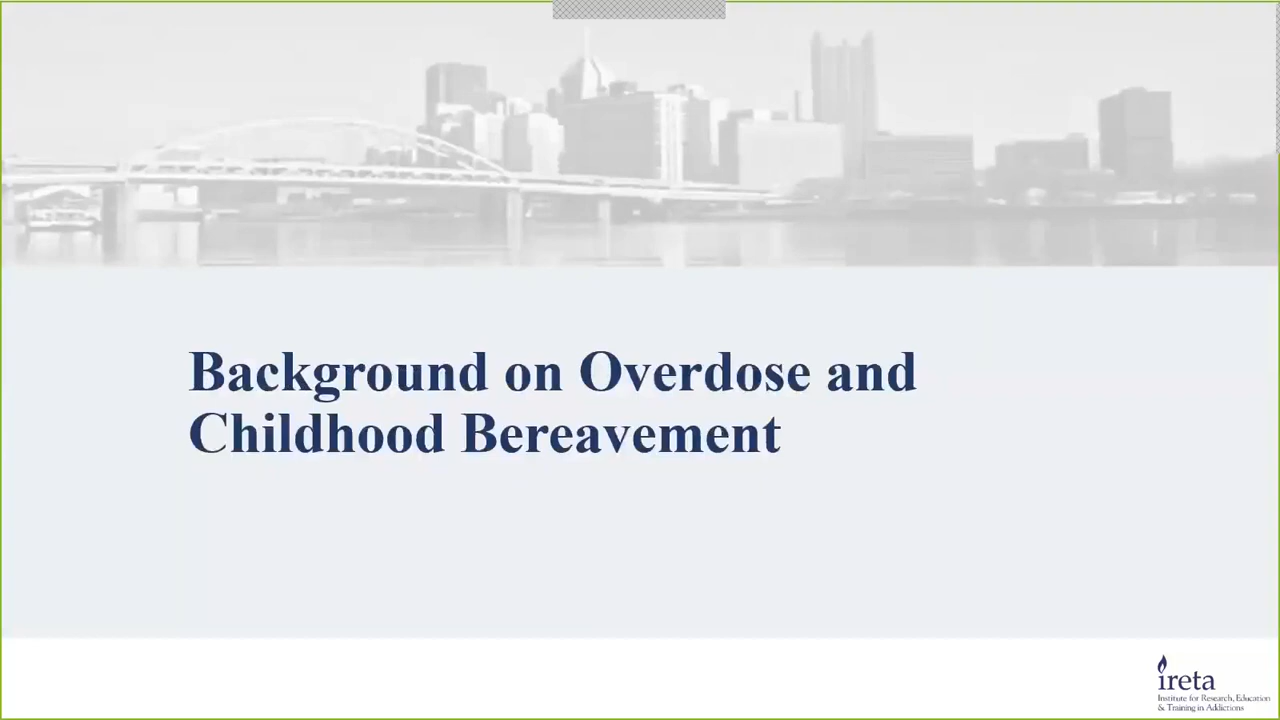 Background on Overdose and
Childhood Bereavement
ireta
Institute for Research, Education
& Training in Addictions